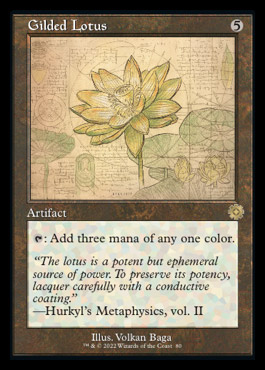 Gilded Lotus 5
Artifact
: Add three mana of any one color.
"The lotus is a potent but ephemeral
source of power. To preserve its potency,
lacquer carefully with a conductive
coating."
—Hurkyl's Metaphysics, vol. II
Illus. Volkan Baga
™ & © 2022 Wizards of the Coast 80